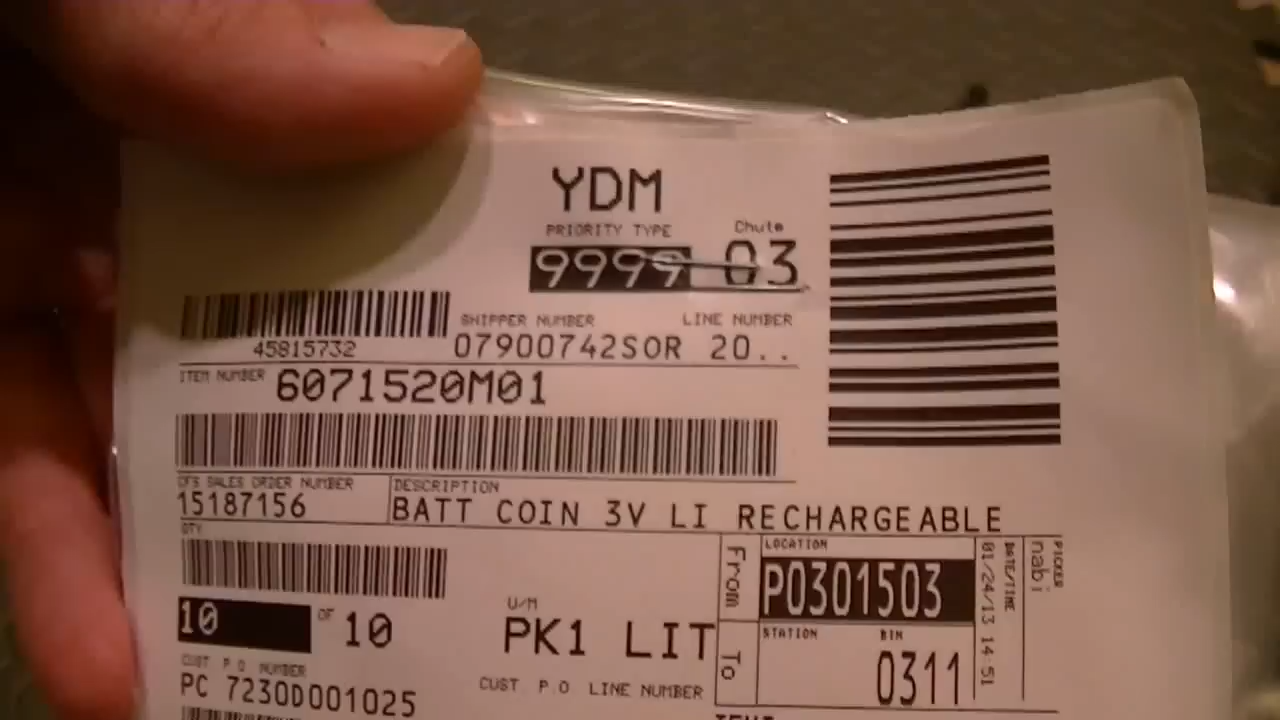 YDM
PRIORITY TYPE Chute
9999 03
SHIPPER NUMBER LINE NUMBER
45815732 07900742SOR 20..
ITEM NUMBER 6071520M01
CFS SALES ORDER NUMBER DESCRIPTION
15187156 BATT COIN 3V LI RECHARGEABLE
QTY
10 OF 10
U/M
PK1 LIT
From
To
LOCATION
P0301503
STATION BIN
0311
DATE/TIME
01/24/13 14:51
PICKER
nabi
CUST P.O NUMBER
PC 7230D001025
CUST P.O LINE NUMBER